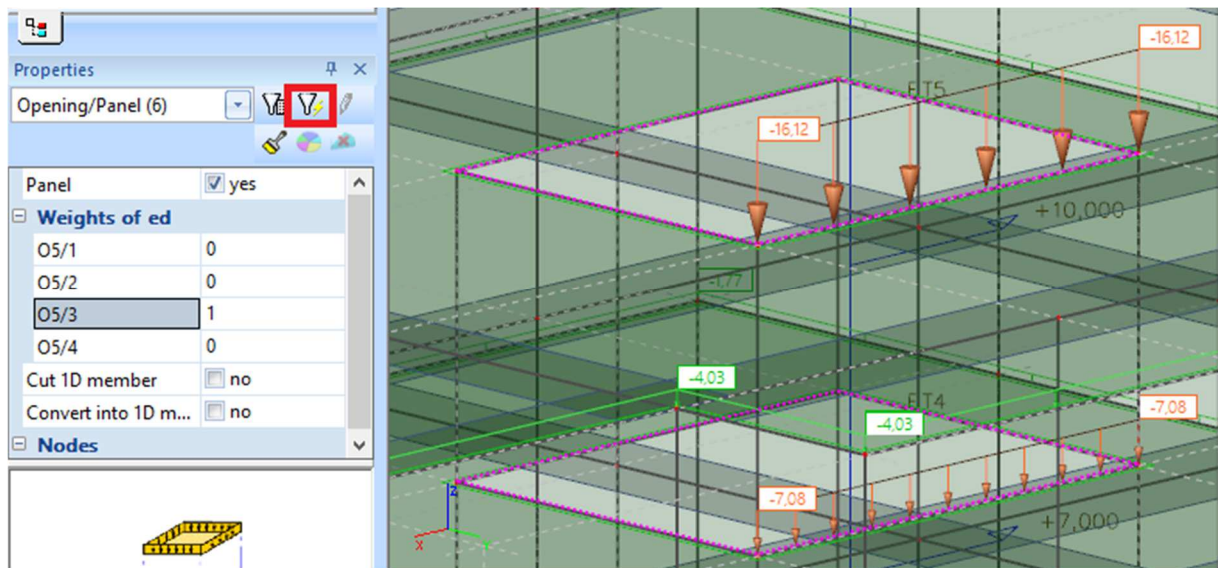 Properties
Opening/Panel (6)
Panel yes
Weights of ed
O5/1 0
O5/2 0
O5/3 1
O5/4 0
Cut 1D member no
Convert into 1D m... no
Nodes
-16,12
-16,12
+10,000
-1,77
-4,03
-4,03
-7,08
-7,08
+7,000
z
x